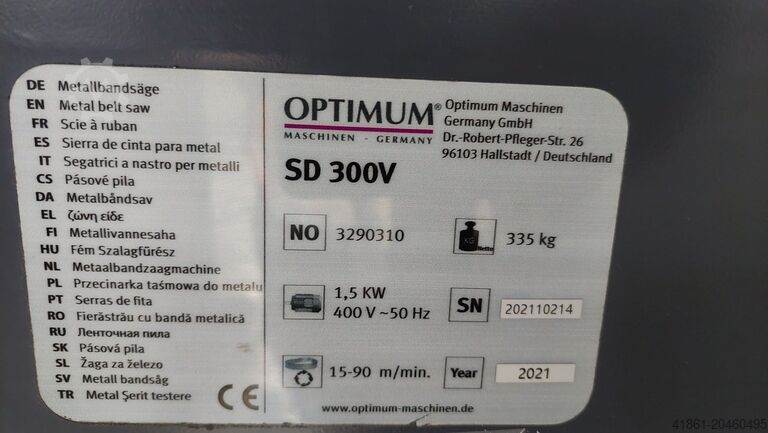 DE Metallbandsäge
EN Metal belt saw
FR Scie à ruban
ES Sierra de cinta para metal
IT Segatrici a nastro per metalli
CS Pásové pila
DA Metalbåndsav
EL ζώνη είδε
FI Metallivannesaha
HU Fém Szalagfűrész
NL Metaalbandzaagmachine
PL Przecinarka taśmowa do metalu
PT Serras de fita
RO Fierăstrău cu bandă metalică
RU Ленточная пила
SK Pásová pila
SL Žaga za železo
SV Metall bandsåg
TR Metal Şerit testere
CE
OPTIMUM®
MASCHINEN - GERMANY
Optimum Maschinen
Germany GmbH
Dr.-Robert-Pfleger-Str. 26
96103 Hallstadt / Deutschland
SD 300V
NO 3290310
KG Netto 335 kg
1,5 KW
400 V ~50 Hz
SN 202110214
15-90 m/min.
Year 2021
www.optimum-maschinen.de
41861-20460495